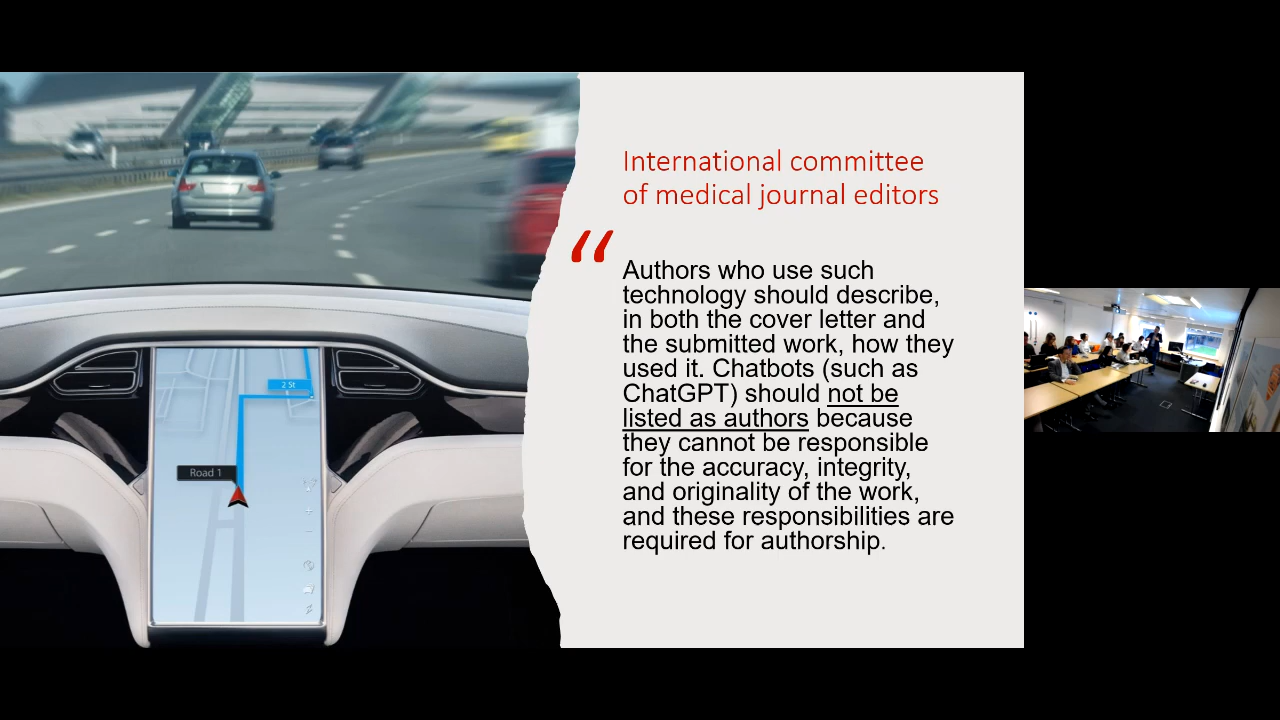 International committee
of medical journal editors
“
Authors who use such
technology should describe,
in both the cover letter and
the submitted work, how they
used it. Chatbots (such as
ChatGPT) should not be
listed as authors because
they cannot be responsible
for the accuracy, integrity,
and originality of the work,
and these responsibilities are
required for authorship.
2 St
Road 1